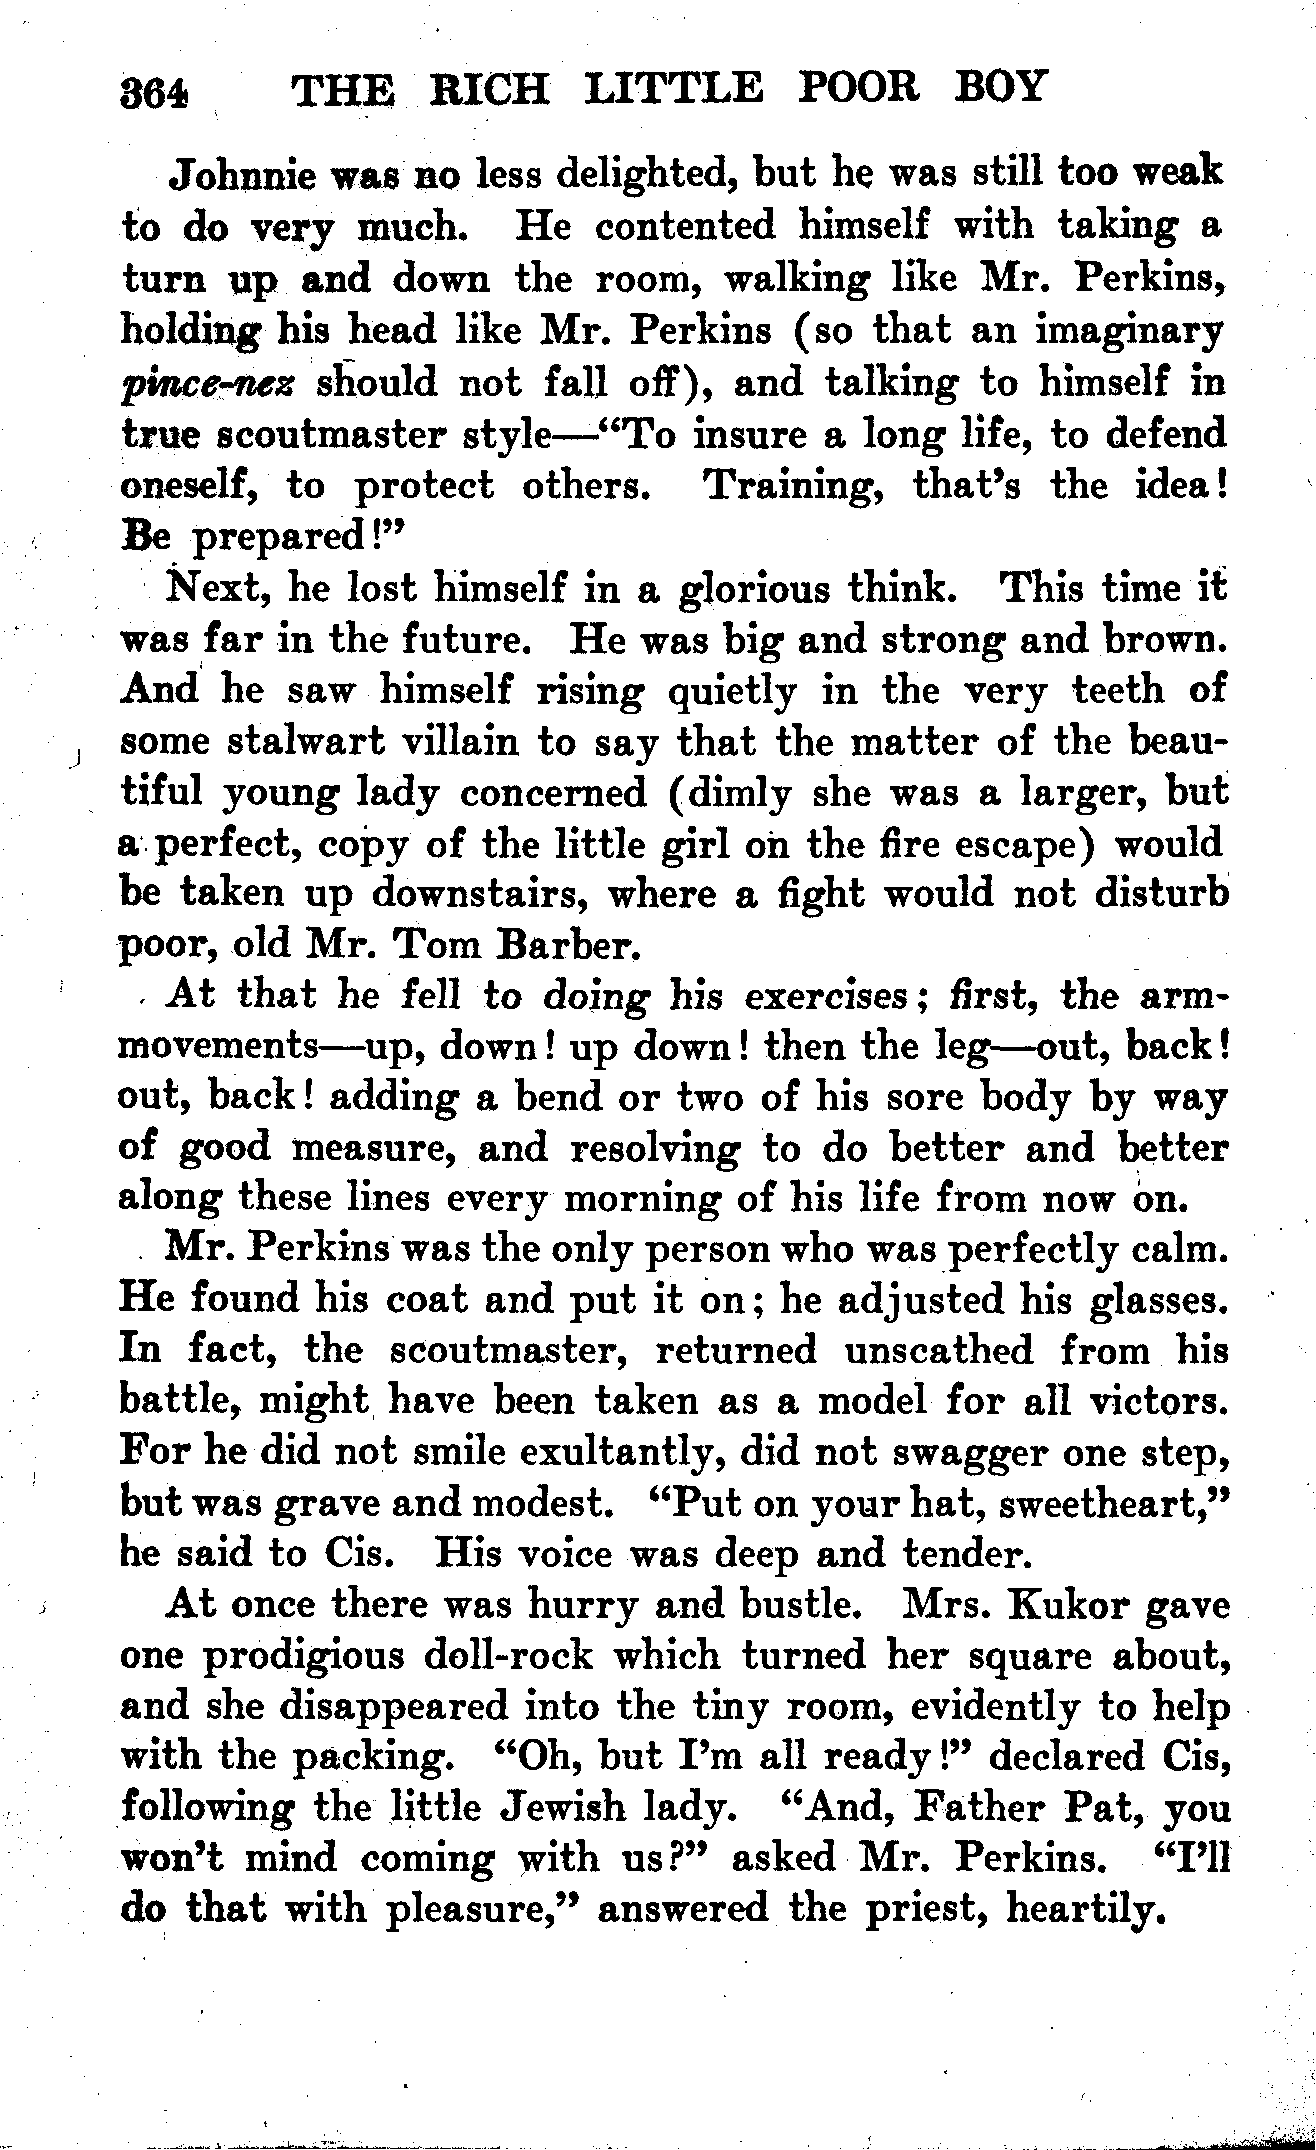 364 THE RICH LITTLE POOR BOY
Johnnie was no less delighted, but he was still too weak
to do very much. He contented himself with taking a
turn up and down the room, walking like Mr. Perkins,
holding his head like Mr. Perkins (so that an imaginary
pince-nez should not fall off), and talking to himself in
true scoutmaster style—“To insure a long life, to defend
oneself, to protect others. Training, that’s the idea!
Be prepared!”
Next, he lost himself in a glorious think. This time it
was far in the future. He was big and strong and brown.
And he saw himself rising quietly in the very teeth of
some stalwart villain to say that the matter of the beau-
tiful young lady concerned (dimly she was a larger, but
a perfect, copy of the little girl on the fire escape) would
be taken up downstairs, where a fight would not disturb
poor, old Mr. Tom Barber.
At that he fell to doing his exercises; first, the arm-
movements—up, down! up down! then the leg—out, back!
out, back! adding a bend or two of his sore body by way
of good measure, and resolving to do better and better
along these lines every morning of his life from now on.
Mr. Perkins was the only person who was perfectly calm.
He found his coat and put it on; he adjusted his glasses.
In fact, the scoutmaster, returned unscathed from his
battle, might have been taken as a model for all victors.
For he did not smile exultantly, did not swagger one step,
but was grave and modest. “Put on your hat, sweetheart,”
he said to Cis. His voice was deep and tender.
At once there was hurry and bustle. Mrs. Kukor gave
one prodigious doll-rock which turned her square about,
and she disappeared into the tiny room, evidently to help
with the packing. “Oh, but I’m all ready!” declared Cis,
following the little Jewish lady. “And, Father Pat, you
won’t mind coming with us?” asked Mr. Perkins. “I’ll
do that with pleasure,” answered the priest, heartily.